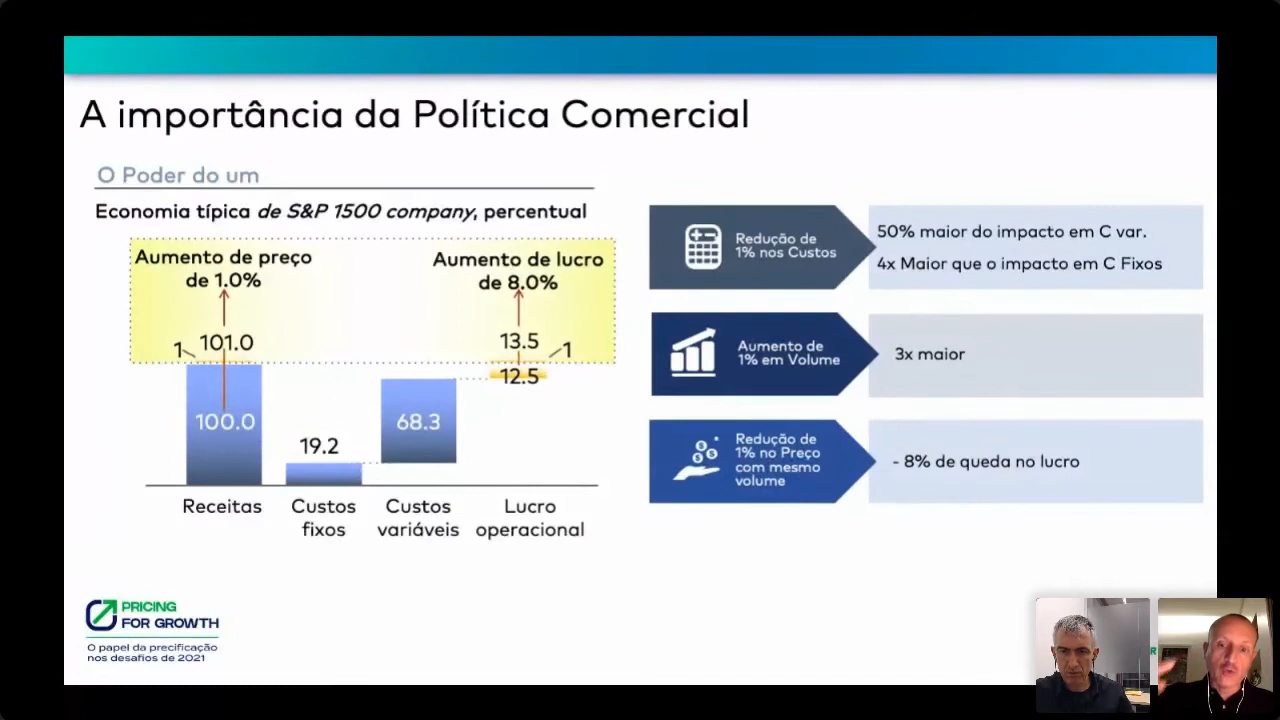 A importância da Política Comercial
O Poder do um
Economia típica de S&P 1500 company, percentual
Aumento de preço
de 1.0%
Aumento de lucro
de 8.0%
1
101.0
13.5
1
12.5
100.0
19.2
68.3
Receitas
Custos
fixos
Custos
variáveis
Lucro
operacional
Redução de
1% nos Custos
50% maior do impacto em C var.
4x Maior que o impacto em C Fixos
Aumento de
1% em Volume
3x maior
Redução de
1% no Preço
com mesmo
volume
- 8% de queda no lucro
PRICING
FOR GROWTH
O papel da precificação
nos desafios de 2021